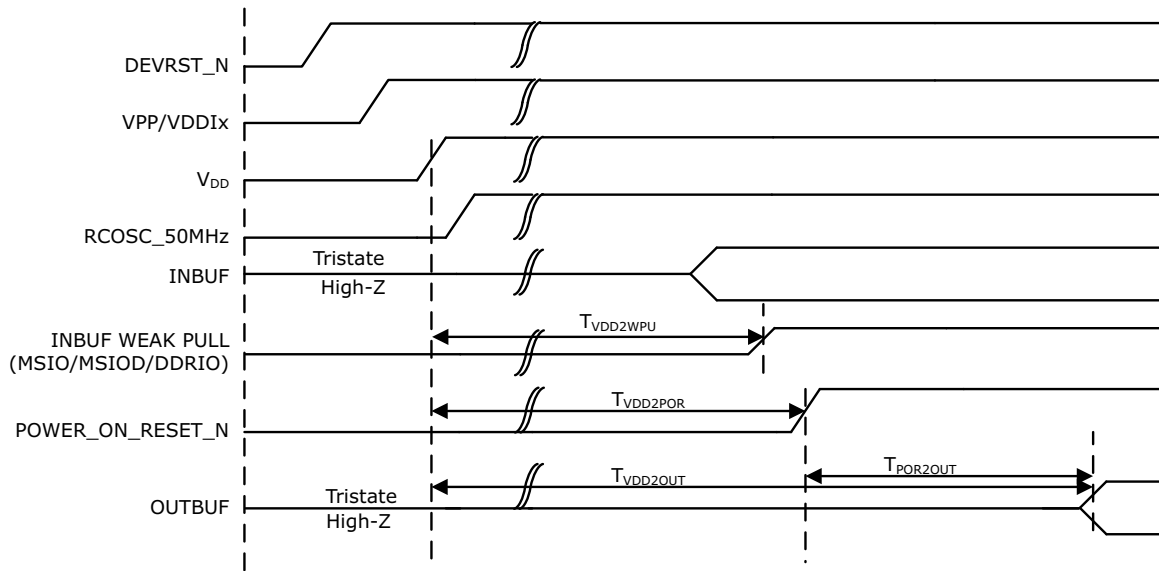 DEVRST_N
VPP/VDDIx
VDD
RCOSC_50MHz
Tristate
INBUF
High-Z
TVDD2WPU
INBUF WEAK PULL
(MSIO/MSIOD/DDRIO)
TVDD2POR
POWER_ON_RESET_N
TPOR2OUT
TVDD2OUT
Tristate
OUTBUF
High-Z